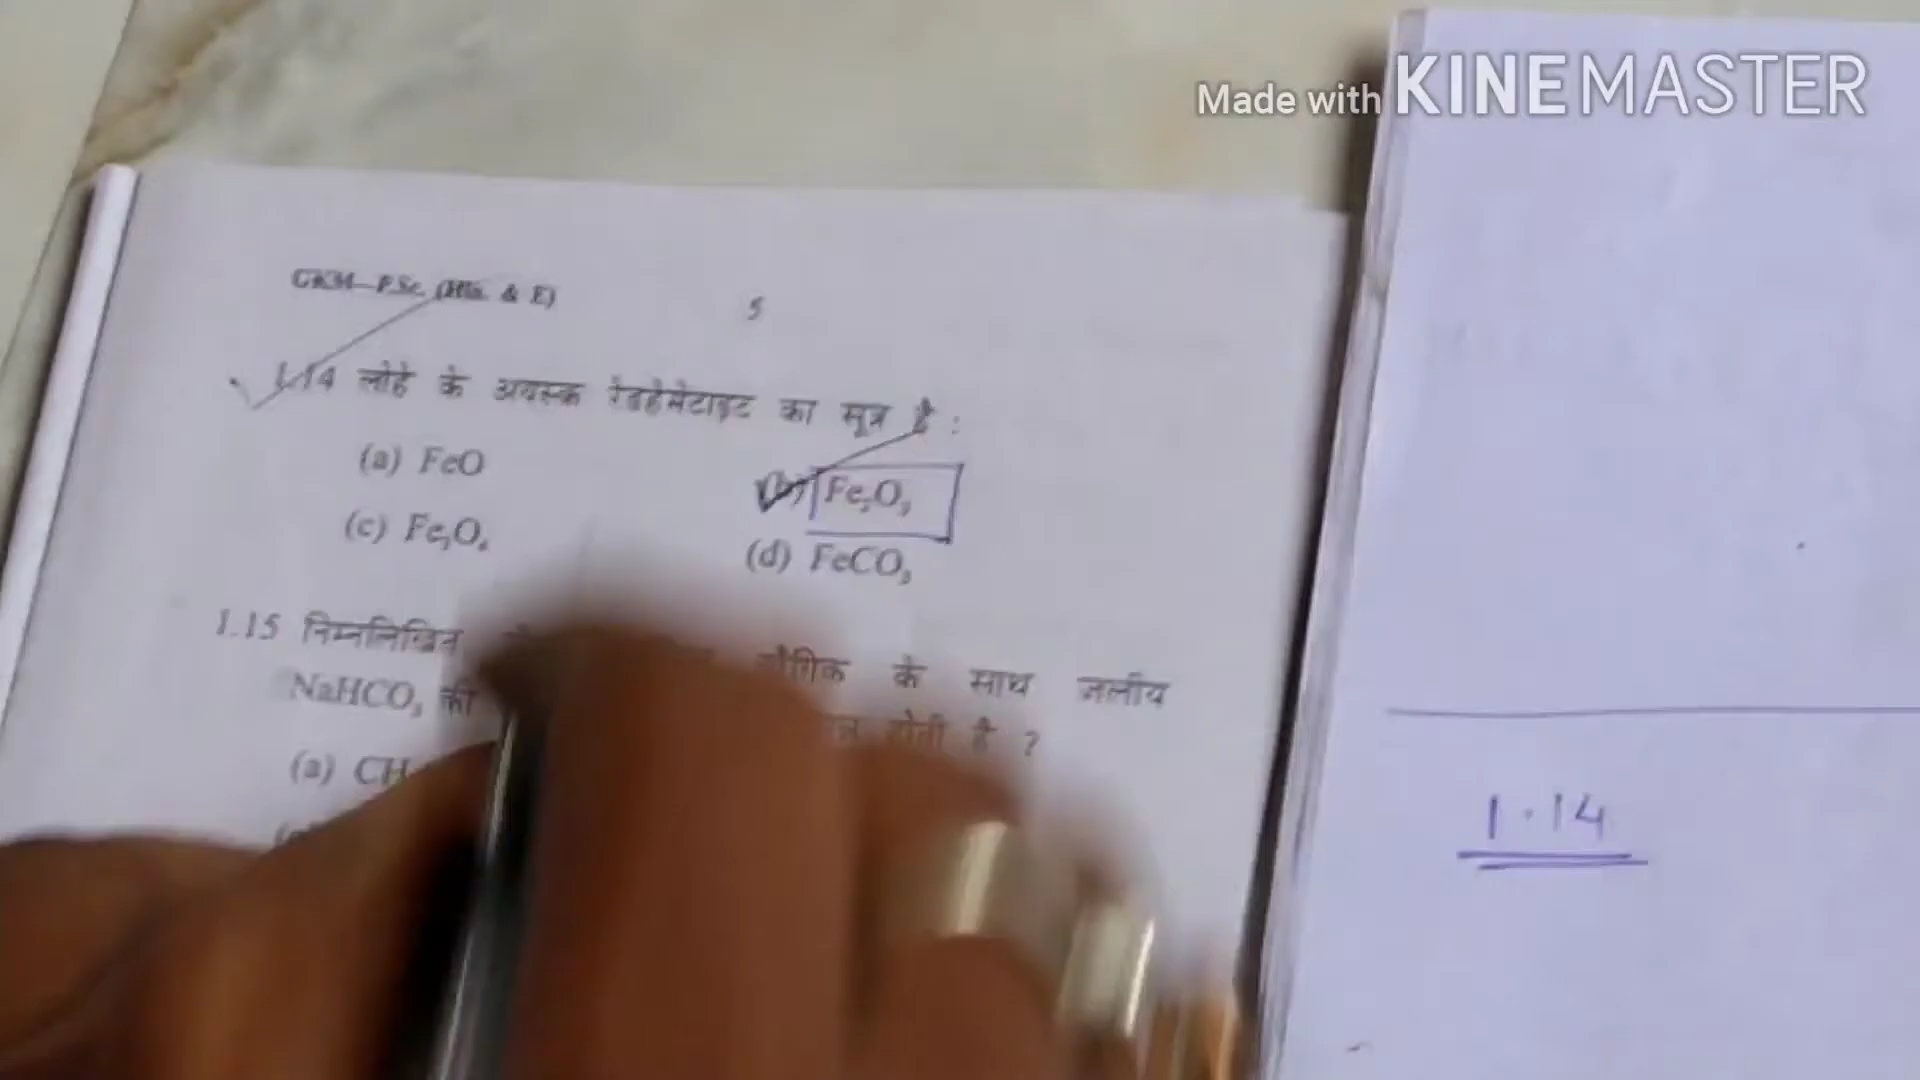 Made with KINEMASTER
GKM—P.Sc. (Hin. & E)
5
1.14 लोहे के अयस्क रेडहेमेटाइट का सूत्र है :
(a) FeO
(b) Fe₂O₃
(c) Fe₃O₄
(d) FeCO₃
1.15 निम्नलिखित यौगिक के साथ जलीय
NaHCO₃ की होती है ?
(a) CH
1.14